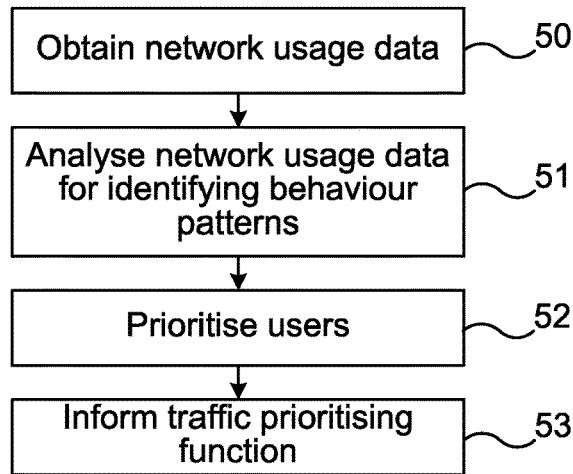 Obtain network usage data
50
Analyse network usage data
for identifying behaviour
patterns
51
Prioritise users
52
Inform traffic prioritising
function
53